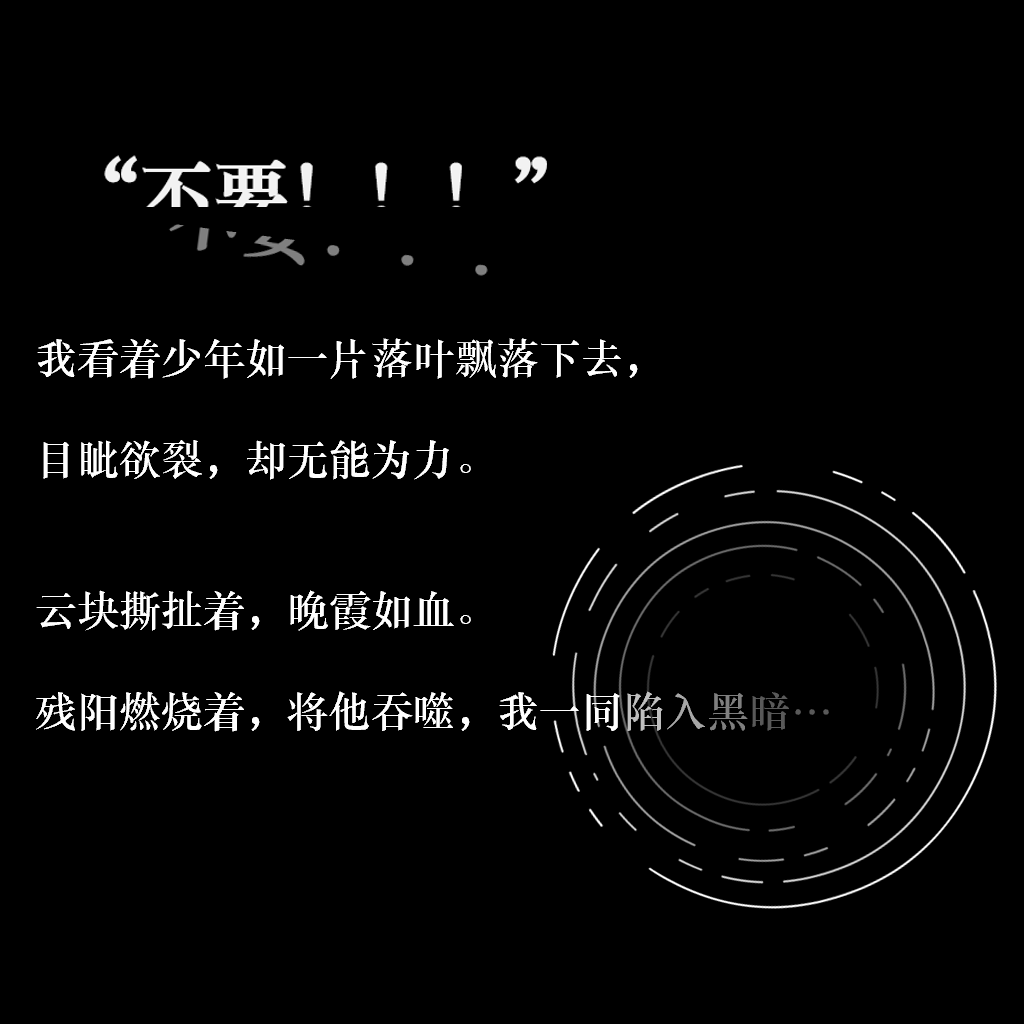 “不要！！！”
我看着少年如一片落叶飘落下去，
目眦欲裂，却无能为力。
云块撕扯着，晚霞如血。
残阳燃烧着，将他吞噬，我一同陷入黑暗…